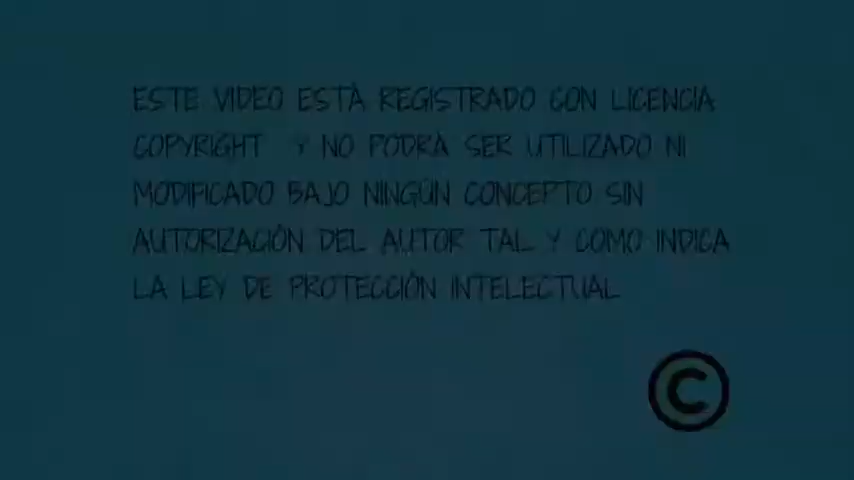 ESTE VIDEO ESTÁ REGISTRADO CON LICENCIA
COPYRIGHT Y NO PODRÁ SER UTILIZADO NI
MODIFICADO BAJO NINGÚN CONCEPTO SIN
AUTORIZACIÓN DEL AUTOR TAL Y COMO INDICA
LA LEY DE PROTECCIÓN INTELECTUAL
©